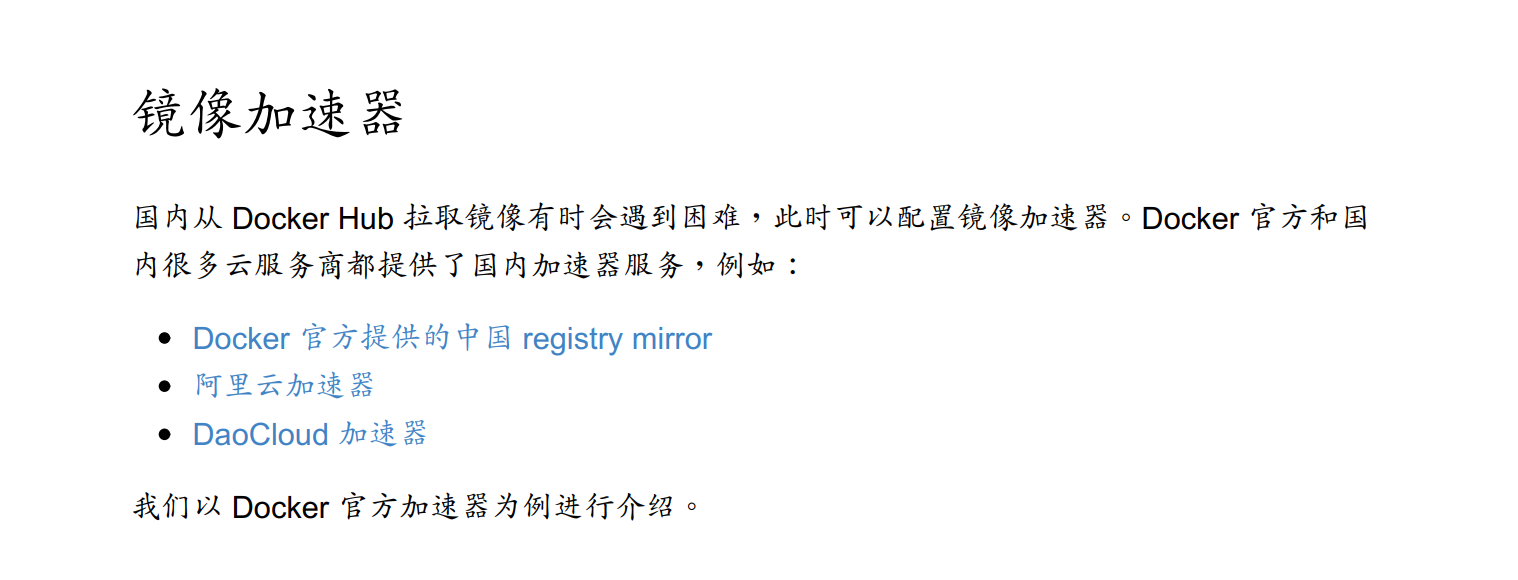 镜像加速器
国内从 Docker Hub 拉取镜像有时会遇到困难，此时可以配置镜像加速器。Docker 官方和国
内很多云服务商都提供了国内加速器服务，例如：
• Docker 官方提供的中国 registry mirror
• 阿里云加速器
• DaoCloud 加速器
我们以 Docker 官方加速器为例进行介绍。